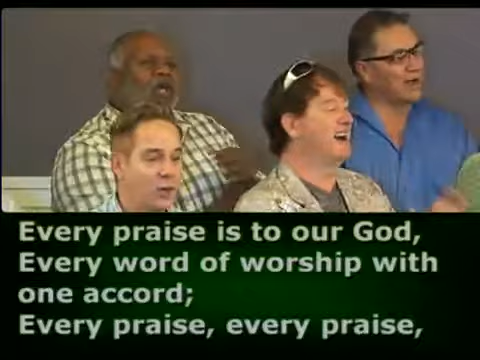 Every praise is to our God,
Every word of worship with
one accord;
Every praise, every praise,